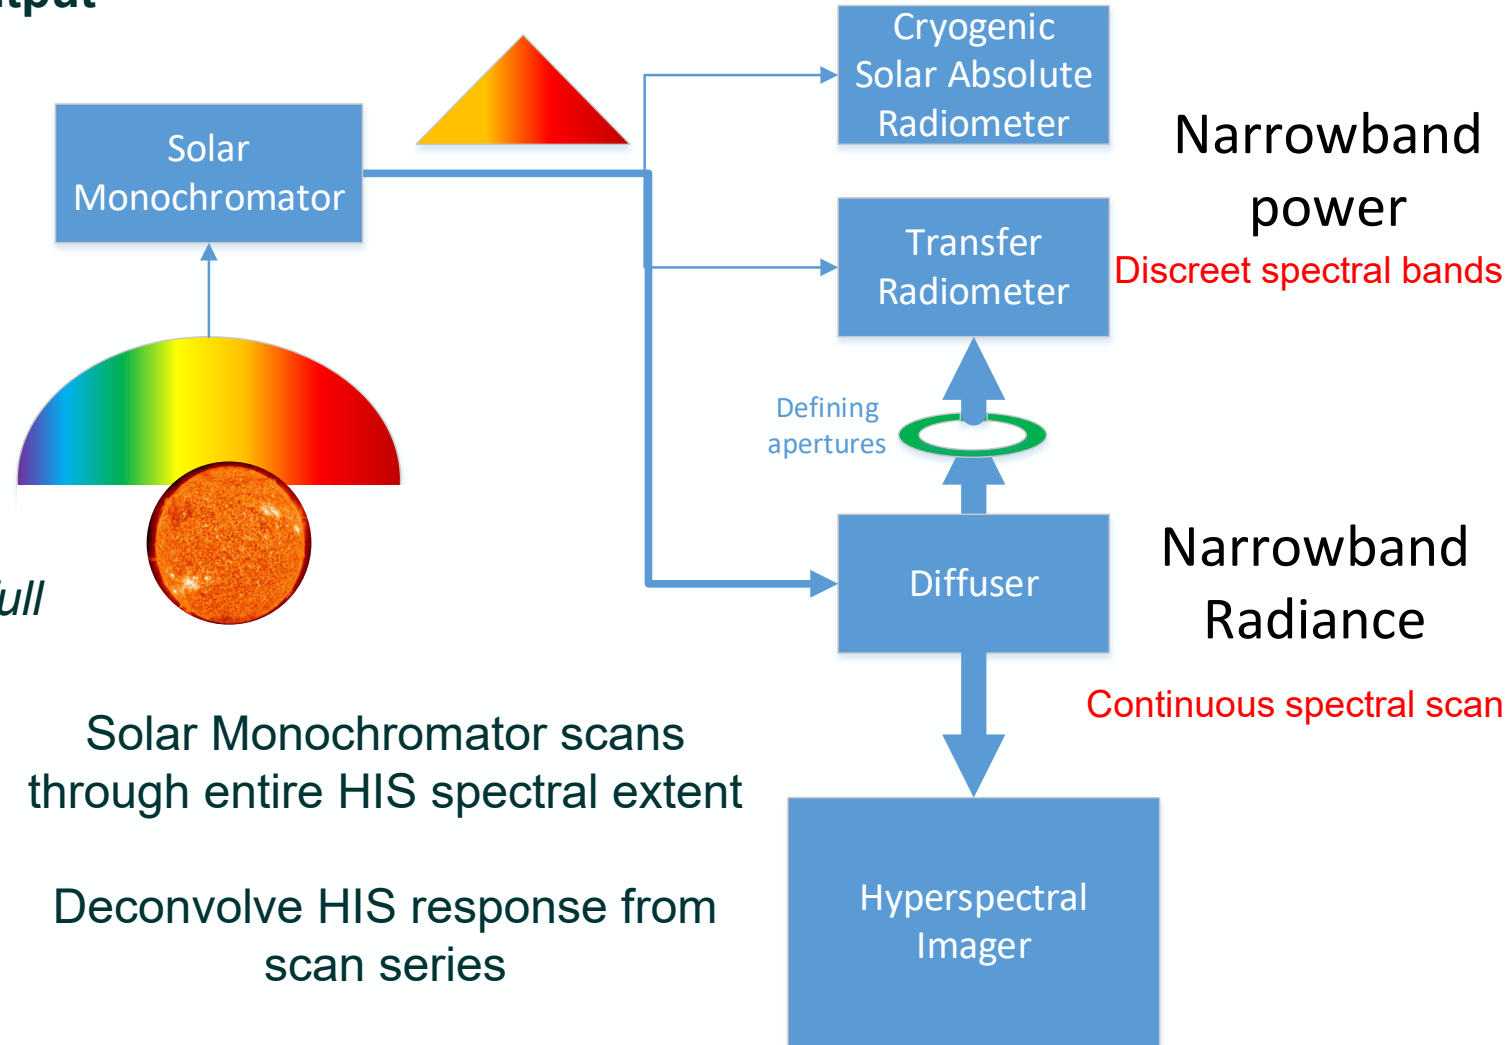 Cryogenic
Solar Absolute
Radiometer
Solar
Monochromator
Narrowband
power
Discreet spectral bands
Transfer
Radiometer
Defining
apertures
Diffuser
Narrowband
Radiance
Continuous spectral scan
Solar Monochromator scans
through entire HIS spectral extent
Deconvolve HIS response from
scan series
Hyperspectral
Imager